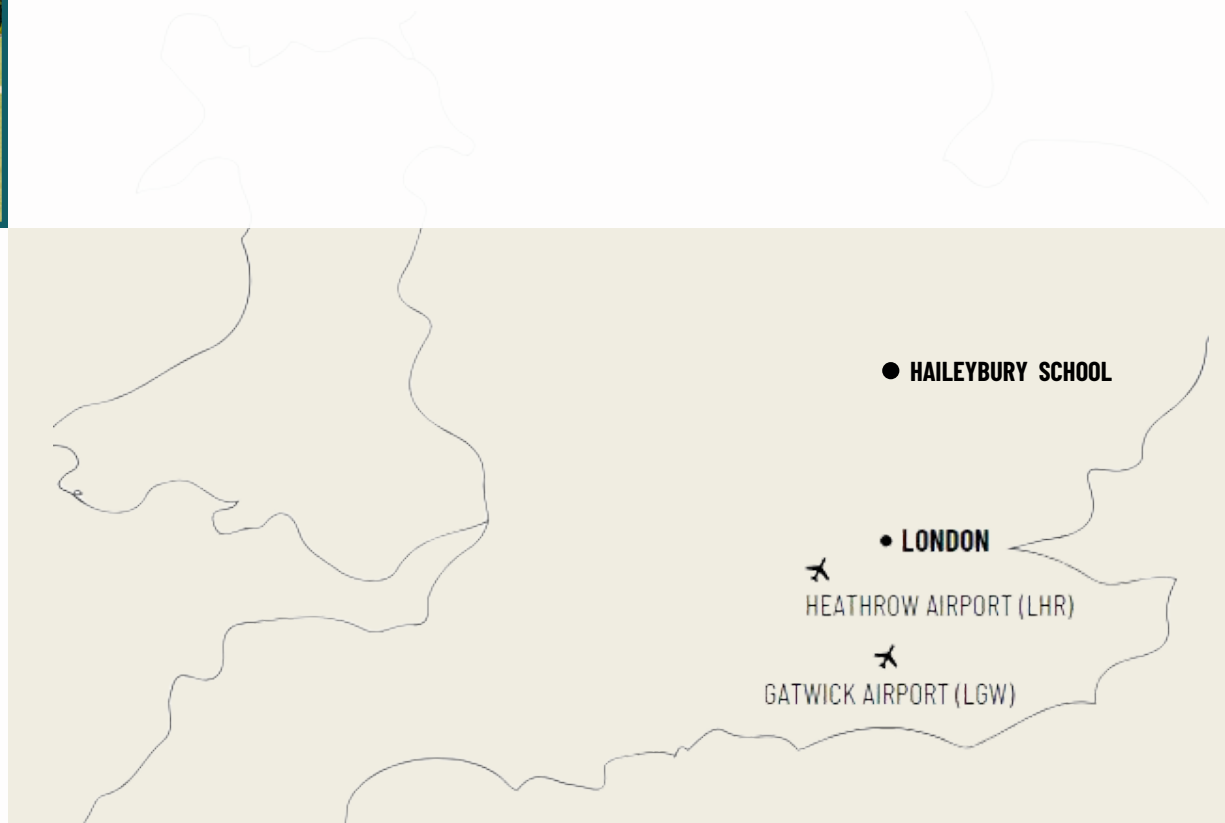 HAILEYBURY SCHOOL
LONDON
HEATHROW AIRPORT (LHR)
GATWICK AIRPORT (LGW)